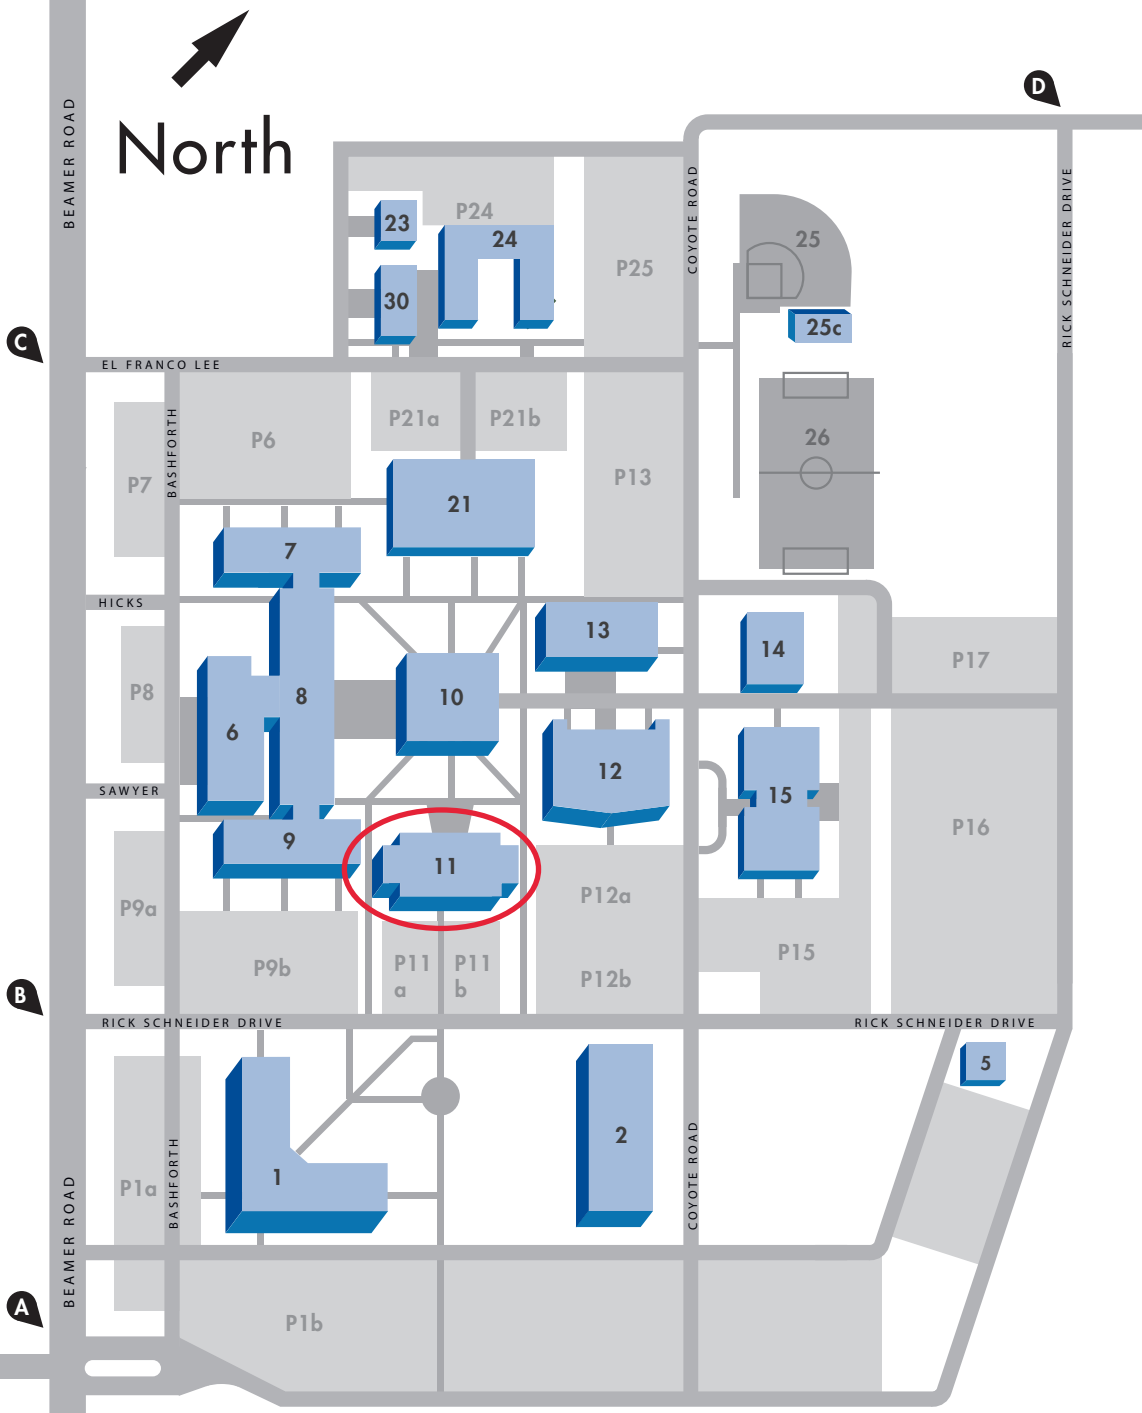 North
BEAMER ROAD
D
COYOTE ROAD
RICK SCHNEIDER DRIVE
23
P24
24
25
P25
30
25c
C
EL FRANCO LEE
BASHFORTH
P6
P21a
P21b
26
P7
P13
21
7
HICKS
13
14
P17
P8
8
10
6
12
15
SAWYER
9
11
P16
P9a
P12a
P9b
P11
a
P11
b
P12b
P15
B
RICK SCHNEIDER DRIVE
RICK SCHNEIDER DRIVE
5
2
1
P1a
BASHFORTH
COYOTE ROAD
BEAMER ROAD
A
P1b